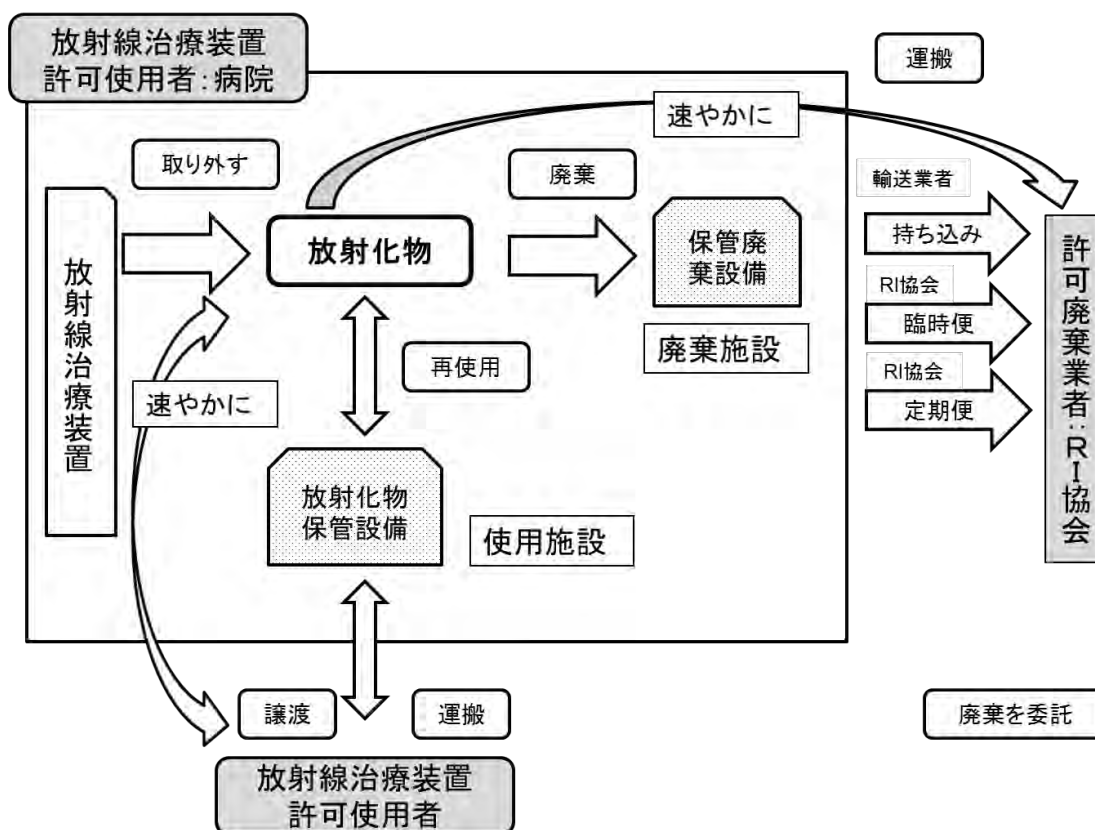 放射線治療装置
許可使用者:病院
運搬
速やかに
取り外す
廃棄
輸送業者
持ち込み
放射化物
保管廃
棄設備
RI協会
臨時便
廃棄施設
放射線治療装置
再使用
RI協会
定期便
許可廃棄業者:RI協会
速やかに
放射化物
保管設備
使用施設
譲渡
運搬
廃棄を委託
放射線治療装置
許可使用者